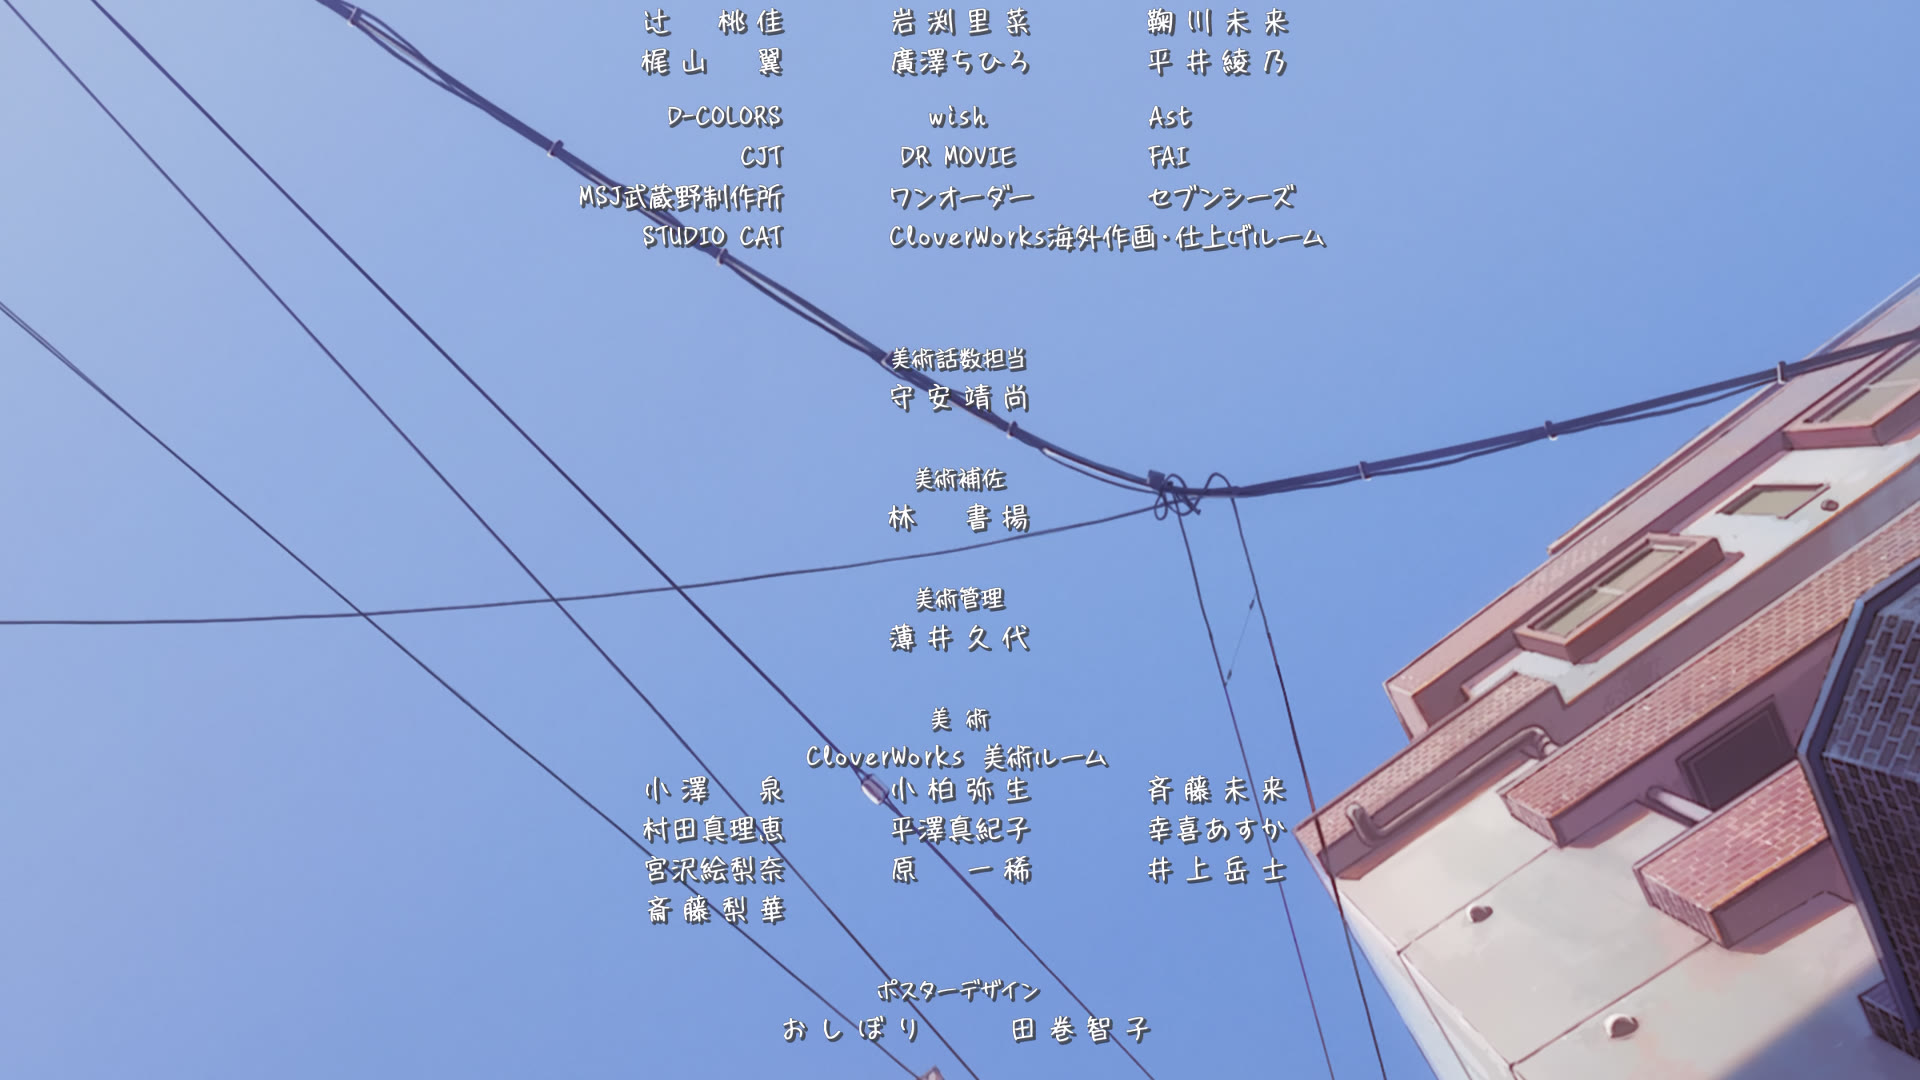 辻 桃佳 岩渕里菜 鞠川未来
梶山 翼 廣澤ちひろ 平井綾乃
D-COLORS wish Ast
CJT DR MOVIE FAI
MSJ武蔵野制作所 ワンオーダー セブンシーズ
STUDIO CAT CloverWorks海外作画・仕上げルーム
美術話数担当
守安靖尚
美術補佐
林 書揚
美術管理
薄井久代
美術
CloverWorks 美術ルーム
小澤 泉 小柏弥生 斉藤未来
村田真理恵 平澤真紀子 幸喜あすか
宮沢絵梨奈 原 一稀 井上岳士
斎藤梨華
ポスターデザイン
おしぼり 田巻智子